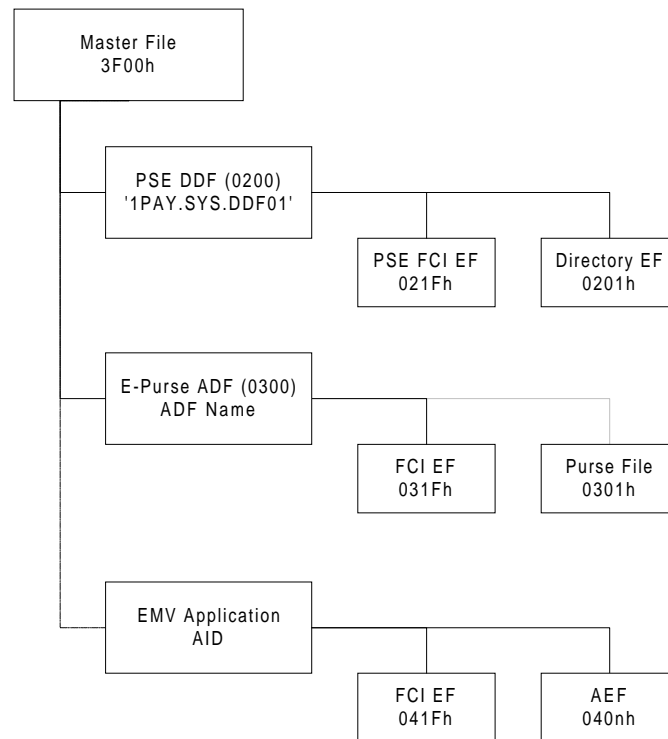 Master File
3F00h
PSE DDF (0200)
'1PAY.SYS.DDF01'
PSE FCI EF
021Fh
Directory EF
0201h
E-Purse ADF (0300)
ADF Name
FCI EF
031Fh
Purse File
0301h
EMV Application
AID
FCI EF
041Fh
AEF
040nh